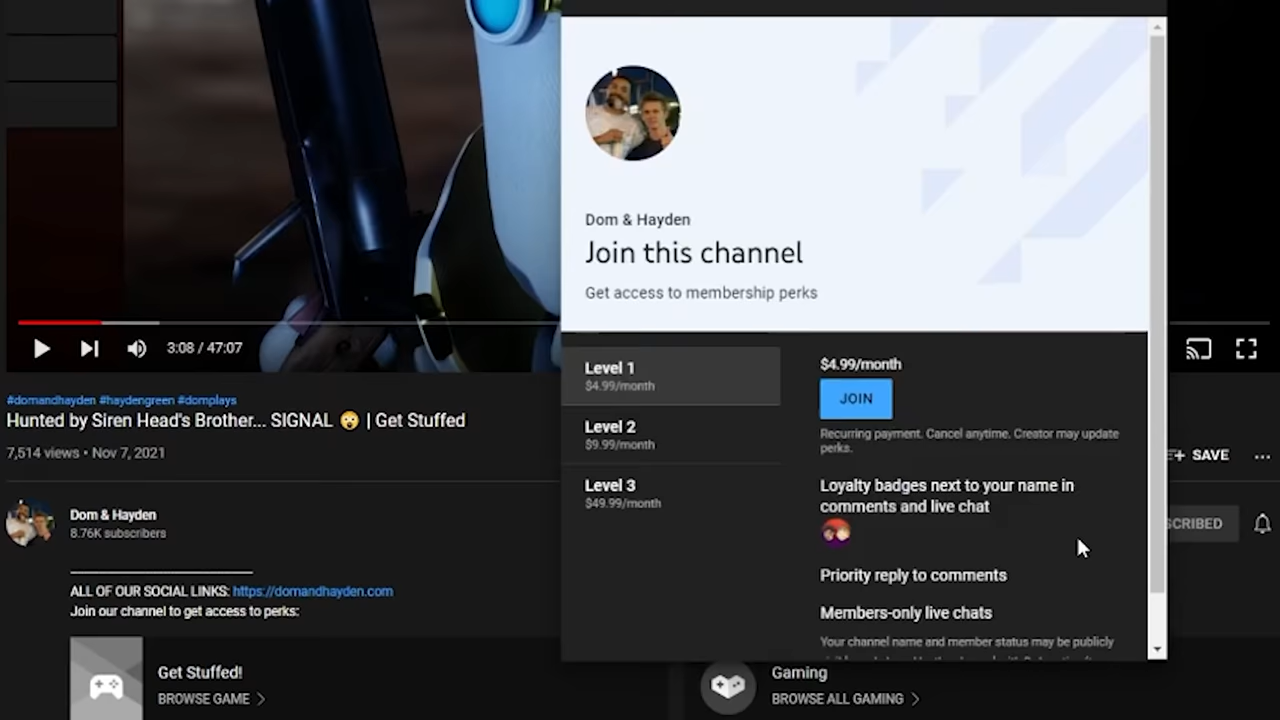 Dom & Hayden
Join this channel
Get access to membership perks
3:08 / 47:07
Level 1
$4.99/month
Level 2
$9.99/month
Level 3
$49.99/month
$4.99/month
JOIN
Recurring payment. Cancel anytime. Creator may update
perks.
Loyalty badges next to your name in
comments and live chat
Priority reply to comments
Members-only live chats
Your channel name and member status may be publicly
#domandhayden #haydengreen #domplays
Hunted by Siren Head's Brother... SIGNAL 😲 | Get Stuffed
7,514 views • Nov 7, 2021
SAVE
Dom & Hayden
8.76K subscribers
SCRIBED
ALL OF OUR SOCIAL LINKS: https://domandhayden.com
Join our channel to get access to perks:
Get Stuffed!
BROWSE GAME
Gaming
BROWSE ALL GAMING